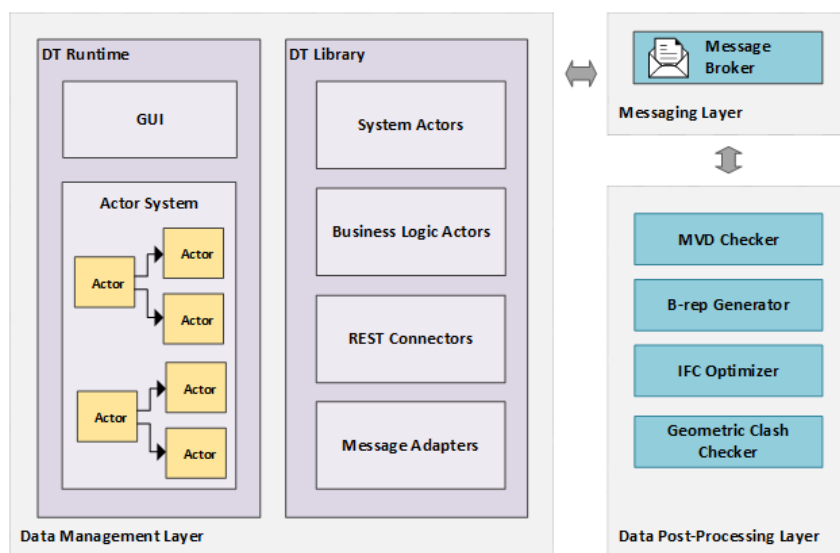 DT Runtime
GUI
Actor System
Actor
Actor
Actor
Actor
Actor
Actor
DT Library
System Actors
Business Logic Actors
REST Connectors
Message Adapters
Data Management Layer
Message
Broker
Messaging Layer
MVD Checker
B-rep Generator
IFC Optimizer
Geometric Clash
Checker
Data Post-Processing Layer